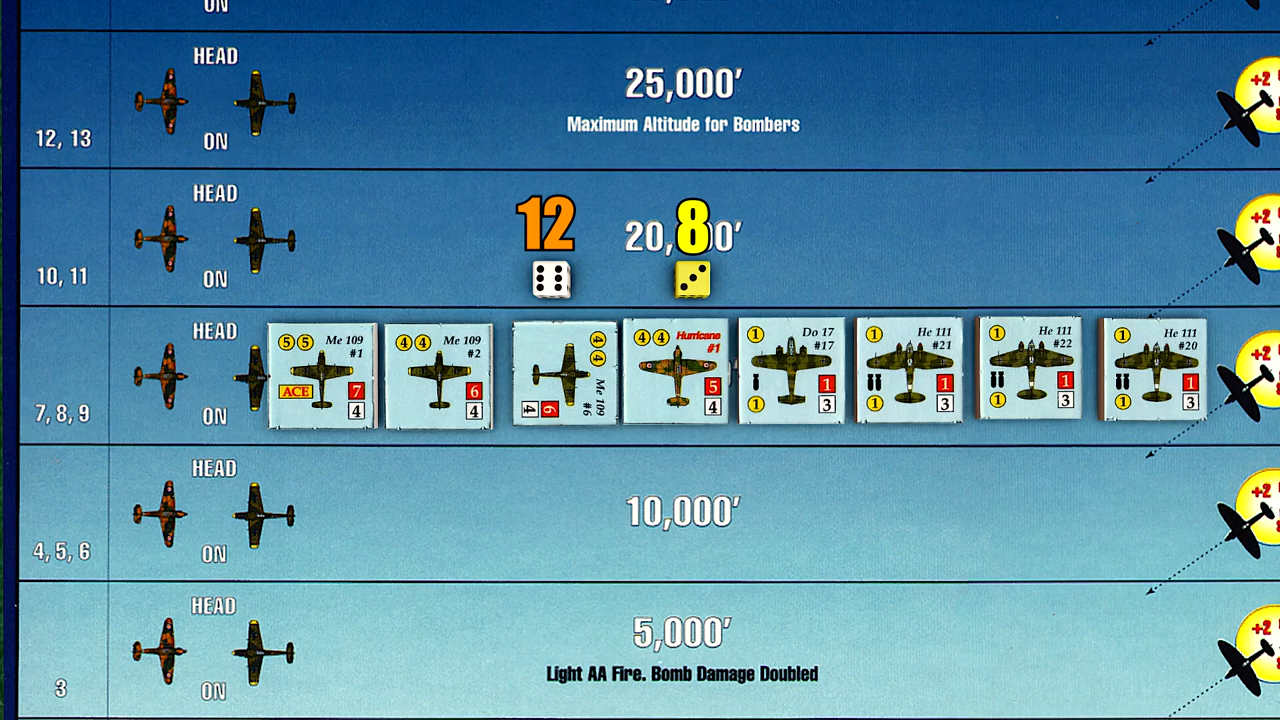 ON
HEAD
25,000′
Maximum Altitude for Bombers
12, 13
ON
+2
HEAD
12
8
20,
0′
10, 11
ON
+2
HEAD
7, 8, 9
ON
5 5 Me 109
#1
ACE 7
4
4 4 Me 109
#2
6
4
4 4 Me 109
#6
6
4
4 4 Hurricane
#1
5
4
1 Do 17
#17
1
1 3
1 He 111
#21
1
1 3
1 He 111
#22
1
1 3
1 He 111
#20
1
1 3
+2
HEAD
10,000′
4, 5, 6
ON
+2
HEAD
5,000′
Light AA Fire. Bomb Damage Doubled
3
ON
+2